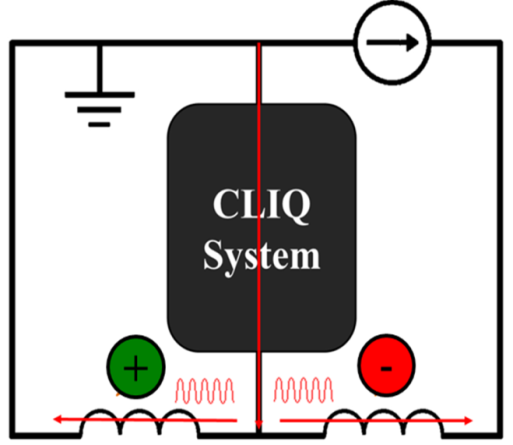 CLIQ
System
+
-